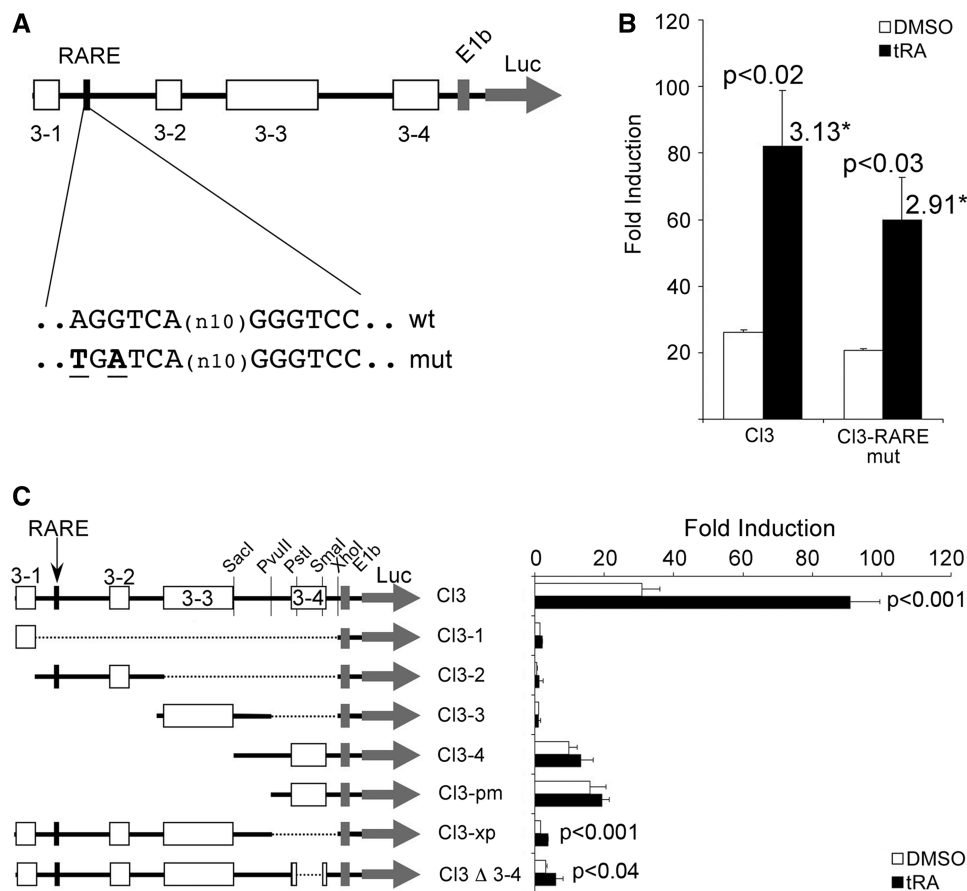 A
RARE
E1b
Luc
3-1
3-2
3-3
3-4
..AGGTCA(n10)GGGTCC.. wt
..TGATCA(n10)GGGTCC.. mut
B
DMSO
tRA
Fold Induction
120
100
80
60
40
20
p<0.02
3.13*
p<0.03
2.91*
Cl3
Cl3-RARE
mut
C
RARE
SacI
PvuII
PstI
SmaI
XhoI
E1b
Luc
3-1
3-2
3-3
3-4
Cl3
Cl3-1
Cl3-2
Cl3-3
Cl3-4
Cl3-pm
Cl3-xp
Cl3 Δ 3-4
Fold Induction
0 20 40 60 80 100 120
p<0.001
p<0.001
p<0.04
DMSO
tRA